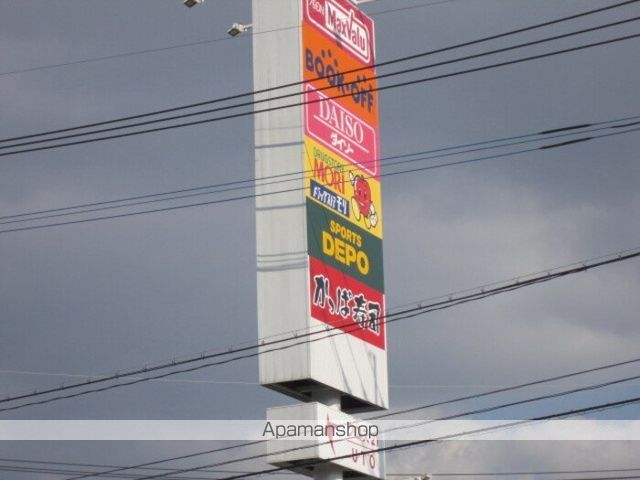 AEON
MaxValu
BOOK·OFF
DAISO
ダイソー
DRUGSTORE
MORI
ドラッグストアモリ
SPORTS
DEPO
かっぱ寿司
Apamanshop